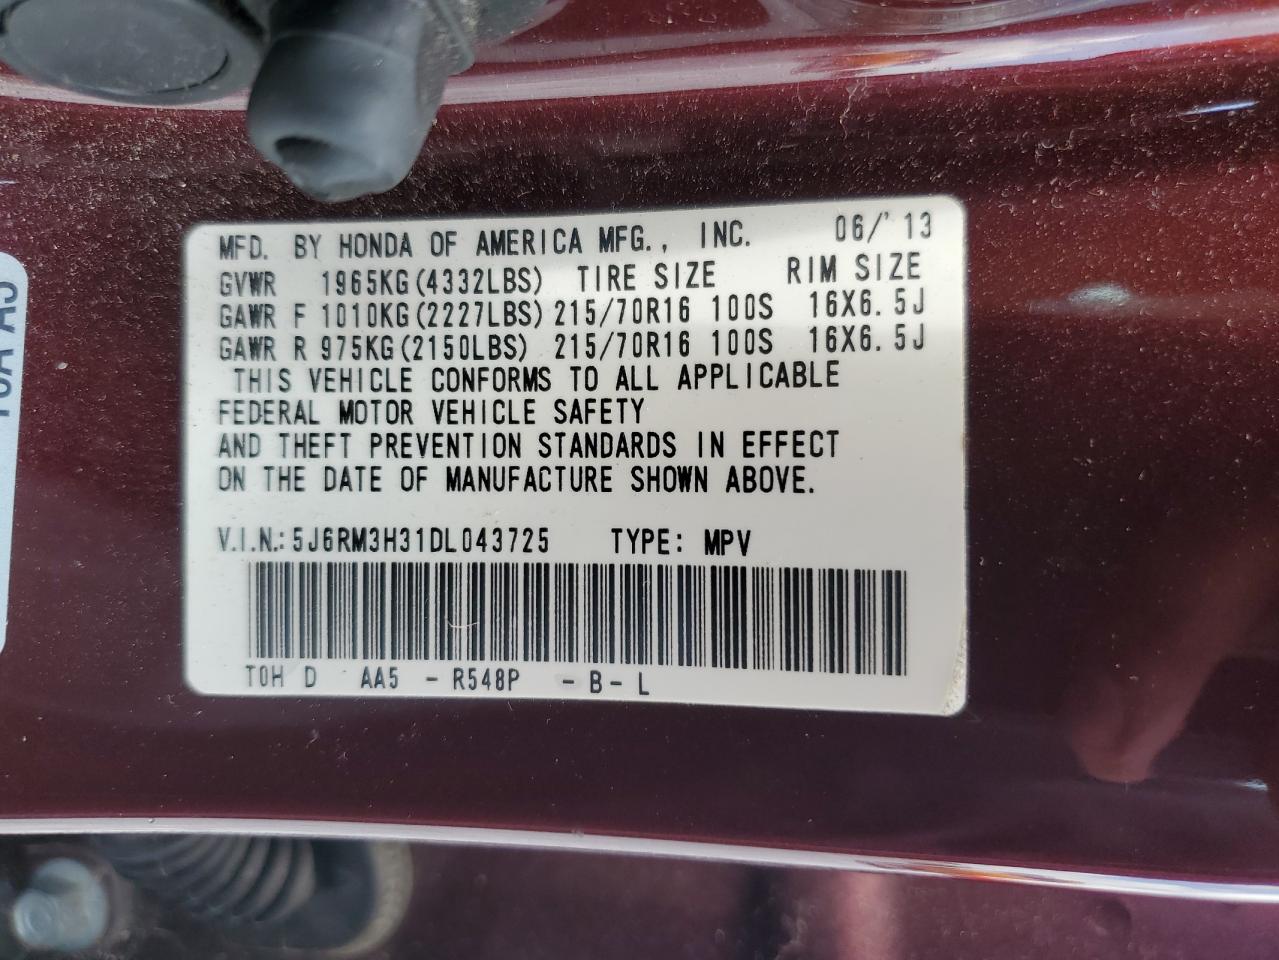 MFD. BY HONDA OF AMERICA MFG., INC. 06/'13
GVWR 1965KG(4332LBS) TIRE SIZE RIM SIZE
GAWR F 1010KG(2227LBS) 215/70R16 100S 16X6.5J
GAWR R 975KG(2150LBS) 215/70R16 100S 16X6.5J
THIS VEHICLE CONFORMS TO ALL APPLICABLE
FEDERAL MOTOR VEHICLE SAFETY
AND THEFT PREVENTION STANDARDS IN EFFECT
ON THE DATE OF MANUFACTURE SHOWN ABOVE.
V.I.N.: 5J6RM3H31DL043725 TYPE: MPV
T0H D AA5 - R548P - B - L